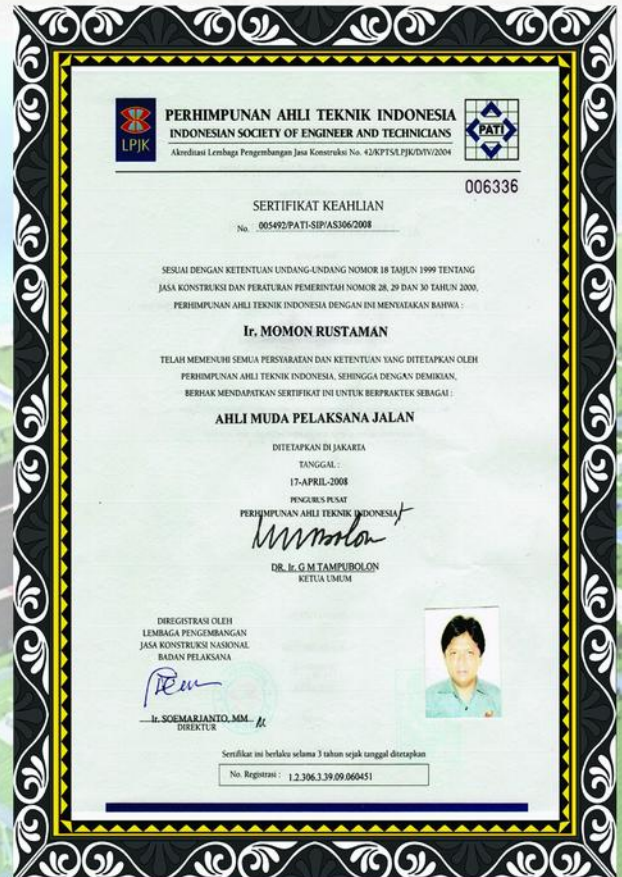 LPJK
PERHIMPUNAN AHLI TEKNIK INDONESIA
INDONESIAN SOCIETY OF ENGINEER AND TECHNICIANS
Akreditasi Lembaga Pengembangan Jasa Konstruksi No. 42/KPTS/LPJK/D/IV/2004
PATI
006336
SERTIFIKAT KEAHLIAN
No. 005492/PATI-SIP/AS306/2008
SESUAI DENGAN KETENTUAN UNDANG-UNDANG NOMOR 18 TAHUN 1999 TENTANG
JASA KONSTRUKSI DAN PERATURAN PEMERINTAH NOMOR 28, 29 DAN 30 TAHUN 2000,
PERHIMPUNAN AHLI TEKNIK INDONESIA DENGAN INI MENYATAKAN BAHWA :
Ir, MOMON RUSTAMAN
TELAH MEMENUHI SEMUA PERSYARATAN DAN KETENTUAN YANG DITETAPKAN OLEH
PERHIMPUNAN AHLI TEKNIK INDONESIA, SEHINGGA DENGAN DEMIKIAN,
BERHAK MENDAPATKAN SERTIFIKAT INI UNTUK BERPRAKTEK SEBAGAI :
AHLI MUDA PELAKSANA JALAN
DITETAPKAN DI JAKARTA
TANGGAL :
17-APRIL-2008
PENGURUS PUSAT
PERHIMPUNAN AHLI TEKNIK INDONESIA
DR. Ir. G M TAMPUBOLON
KETUA UMUM
DIREGISTRASI OLEH
LEMBAGA PENGEMBANGAN
JASA KONSTRUKSI NASIONAL
BADAN PELAKSANA
Ir. SOEMARJANTO, MM
DIREKTUR
Sertifikat ini berlaku selama 3 tahun sejak tanggal ditetapkan
No. Registrasi : 1.2.306.3.39.09.060451